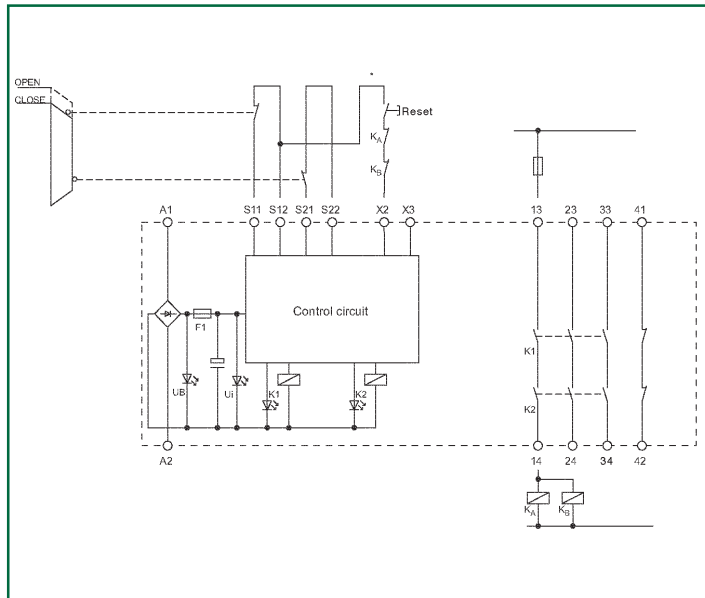 OPEN
CLOSE
*
Reset
KA
KB
A1 S11 S12 S21 S22 X2 X3 13 23 33 41
Control circuit
F1
K1
UB Ui K1 K2
K2
A2 14 24 34 42
KA KB